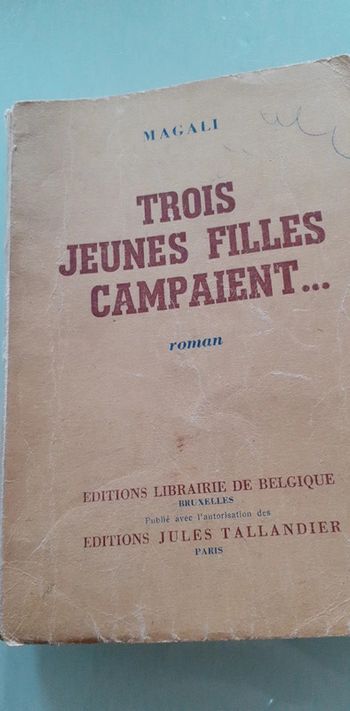 MAGALI
TROIS
JEUNES FILLES
CAMPAIENT...
roman
EDITIONS LIBRAIRIE DE BELGIQUE
BRUXELLES
Publié avec l'autorisation des
EDITIONS JULES TALLANDIER
PARIS